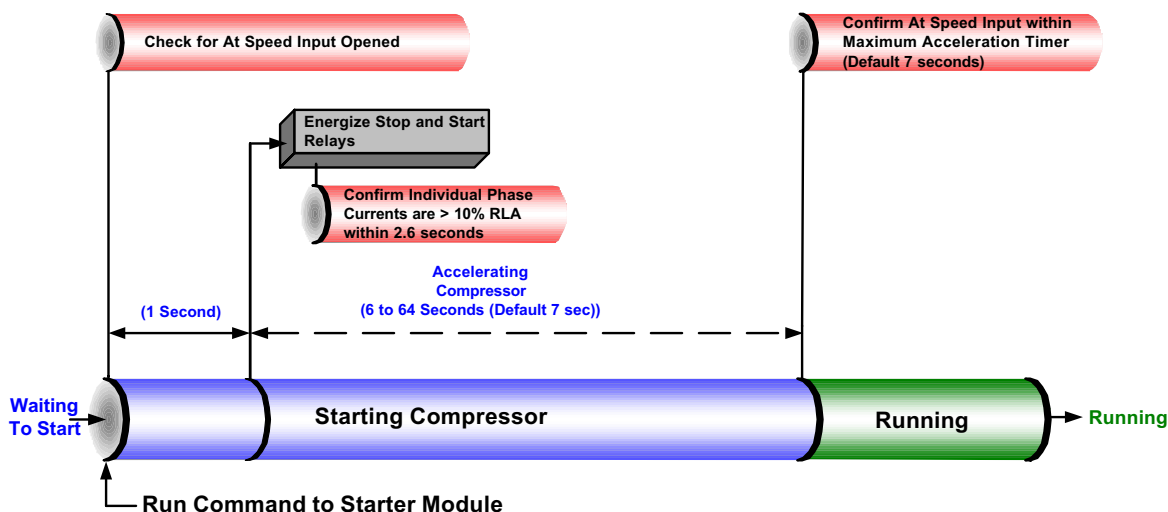 Check for At Speed Input Opened
Confirm At Speed Input within
Maximum Acceleration Timer
(Default 7 seconds)
Energize Stop and Start
Relays
Confirm Individual Phase
Currents are > 10% RLA
within 2.6 seconds
Accelerating
Compressor
(6 to 64 Seconds (Default 7 sec))
(1 Second)
Waiting
To Start
Starting Compressor
Running
Running
Run Command to Starter Module